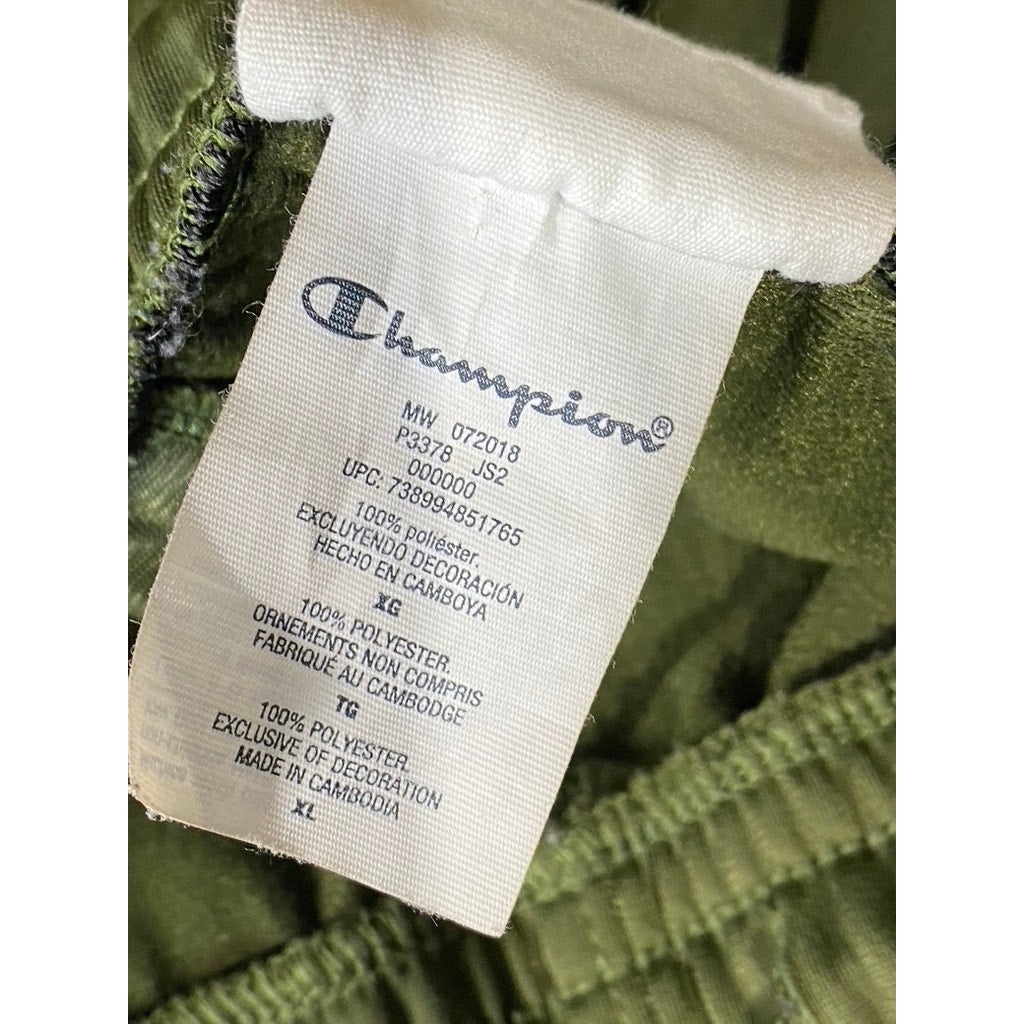 Champion®
MW 072018
P3378 JS2
000000
UPC: 738994851765
100% poliéster.
EXCLUYENDO DECORACIÓN
HECHO EN CAMBOYA
XG
100% POLYESTER.
ORNEMENTS NON COMPRIS
FABRIQUÉ AU CAMBODGE
TG
100% POLYESTER.
EXCLUSIVE OF DECORATION
MADE IN CAMBODIA
XL